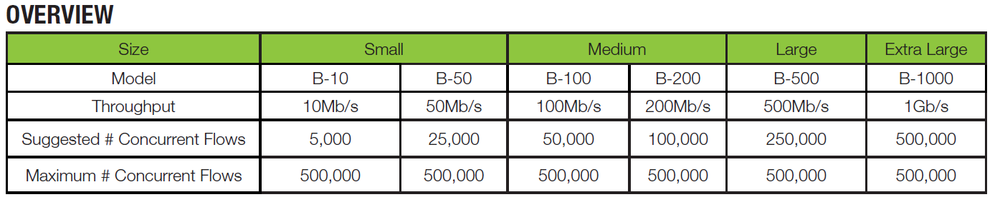 OVERVIEW
Size Small Medium Large Extra Large
Model B-10 B-50 B-100 B-200 B-500 B-1000
Throughput 10Mb/s 50Mb/s 100Mb/s 200Mb/s 500Mb/s 1Gb/s
Suggested # Concurrent Flows 5,000 25,000 50,000 100,000 250,000 500,000
Maximum # Concurrent Flows 500,000 500,000 500,000 500,000 500,000 500,000